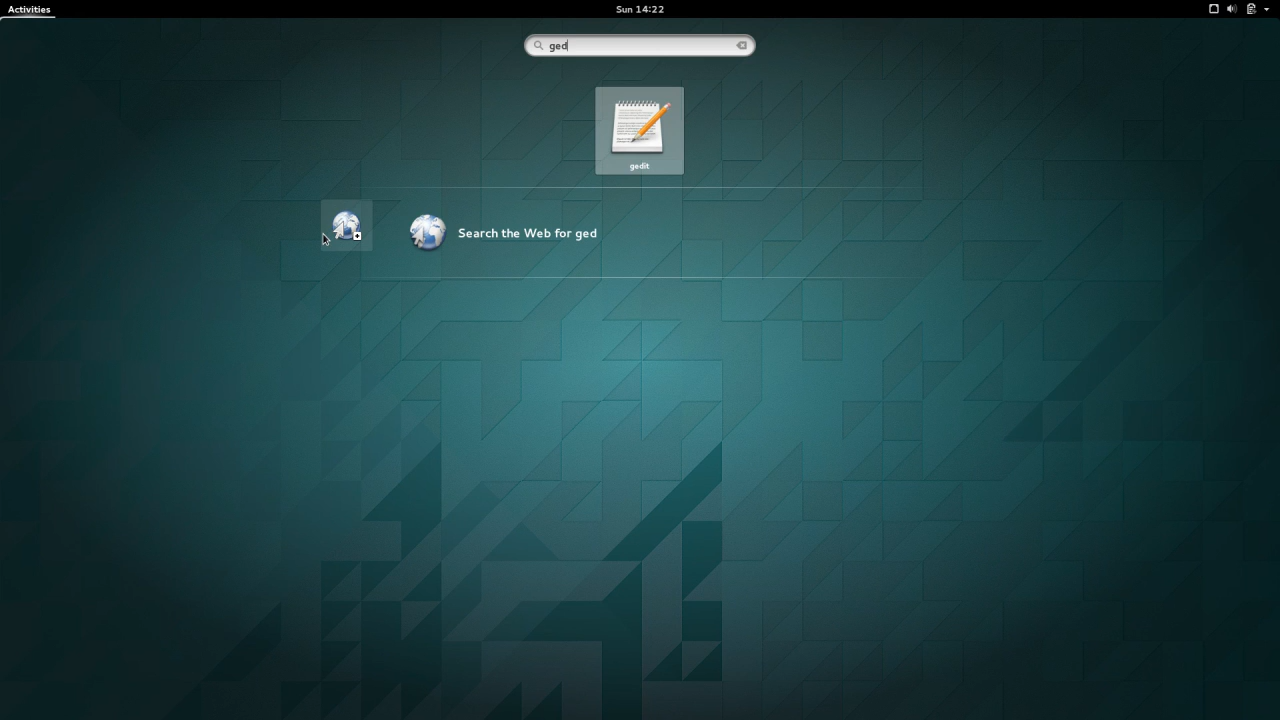 Activities
Sun 14:22
ged
gedit
Search the Web for ged